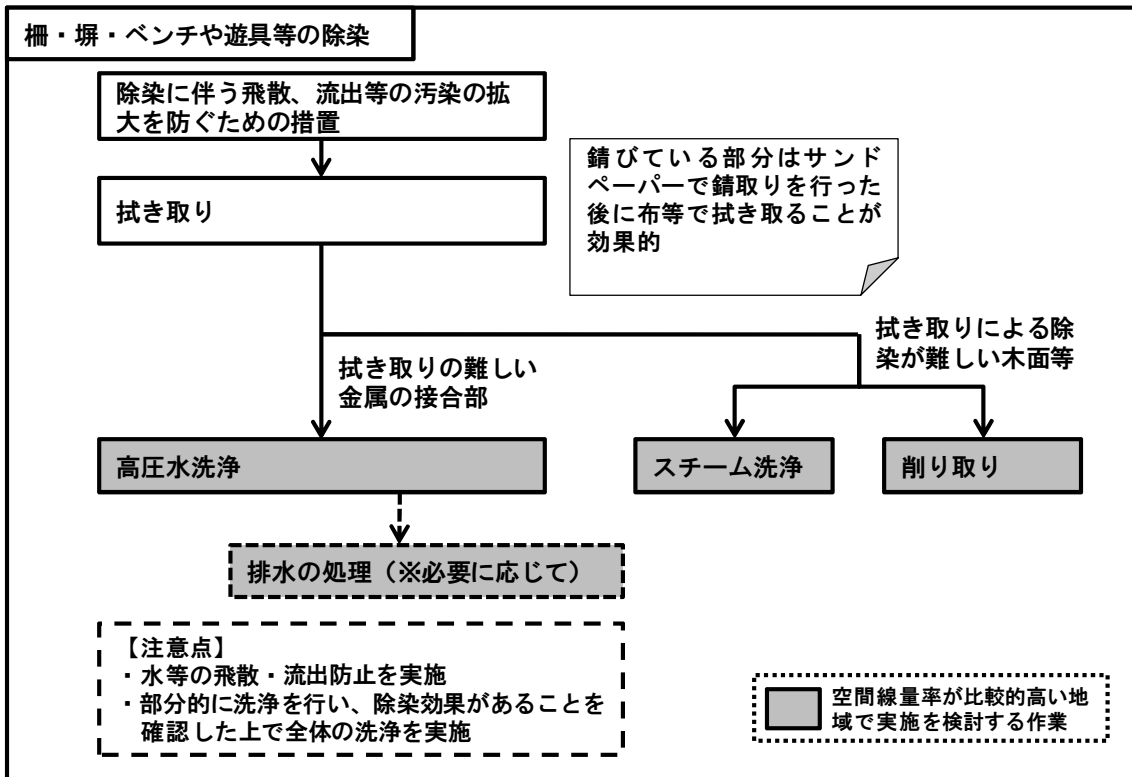 柵・塀・ベンチや遊具等の除染
除染に伴う飛散、流出等の汚染の拡
大を防ぐための措置
拭き取り
錆びている部分はサンド
ペーパーで錆取りを行った
後に布等で拭き取ることが
効果的
拭き取りの難しい
金属の接合部
拭き取りによる除
染が難しい木面等
高圧水洗浄
スチーム洗浄
削り取り
排水の処理（※必要に応じて）
【注意点】
・水等の飛散・流出防止を実施
・部分的に洗浄を行い、除染効果があることを
確認した上で全体の洗浄を実施
空間線量率が比較的高い地
域で実施を検討する作業